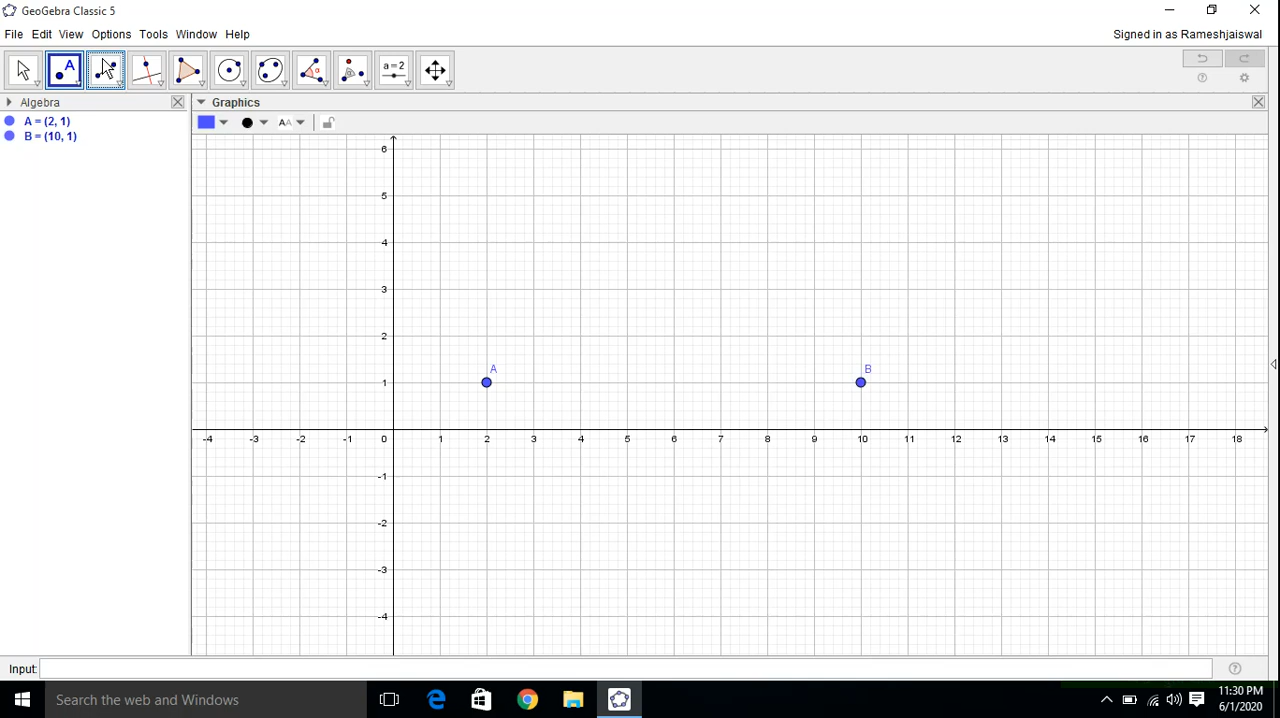 GeoGebra Classic 5
File Edit View Options Tools Window Help
Signed in as Rameshjaiswal
A
a = 2
Algebra
Graphics
A = (2, 1)
B = (10, 1)
AA
6
5
4
3
2
1
A
B
-4 -3 -2 -1 0 1 2 3 4 5 6 7 8 9 10 11 12 13 14 15 16 17 18
-1
-2
-3
-4
Input:
Search the web and Windows
11:30 PM
6/1/2020